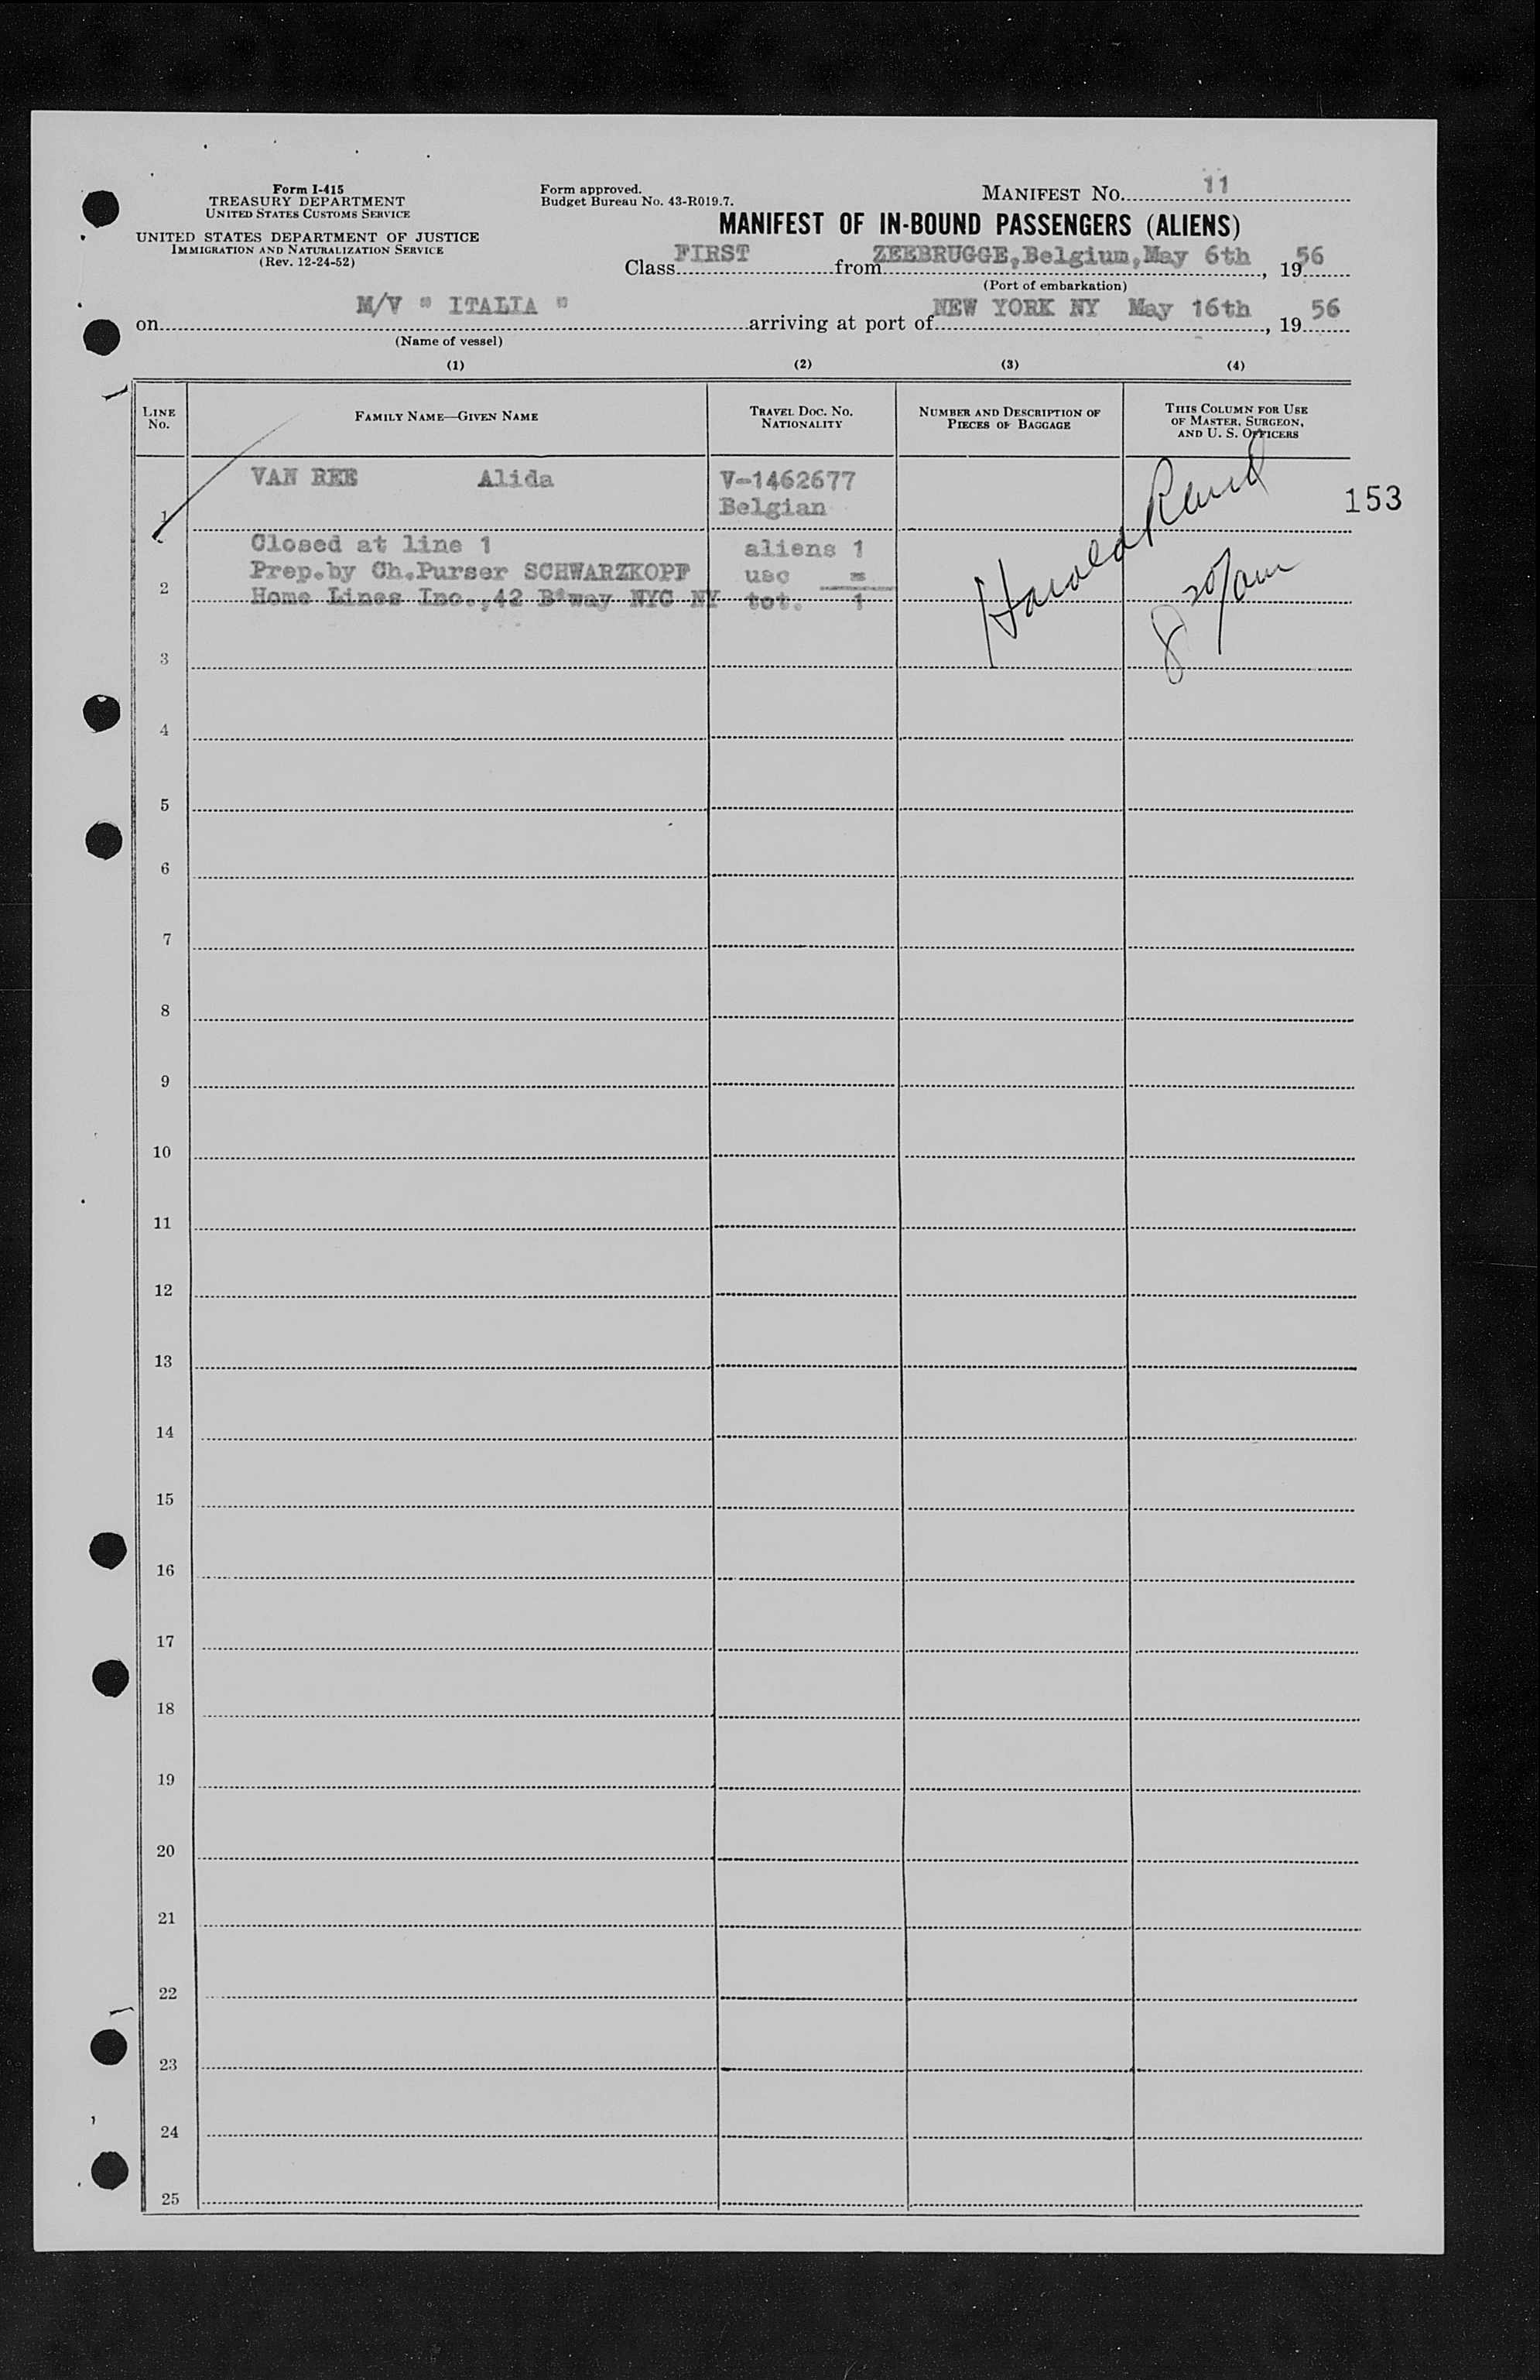 Form I-415
TREASURY DEPARTMENT
UNITED STATES CUSTOMS SERVICE
UNITED STATES DEPARTMENT OF JUSTICE
IMMIGRATION AND NATURALIZATION SERVICE
(Rev. 12-24-52)
Form approved.
Budget Bureau No. 43-R019.7.
MANIFEST NO. 11
MANIFEST OF IN-BOUND PASSENGERS (ALIENS)
Class FIRST from ZEEBRUGGE,Belgium,May 6th, 19 56
(Port of embarkation)
on M/V " ITALIA " arriving at port of NEW YORK NY May 16th, 19 56
(Name of vessel)
(1) (2) (3) (4)
LINE No. FAMILY NAME—GIVEN NAME TRAVEL DOC. NO. NATIONALITY NUMBER AND DESCRIPTION OF PIECES OF BAGGAGE THIS COLUMN FOR USE OF MASTER, SURGEON, AND U. S. OFFICERS
1 VAN REE Alida V-1462677 Belgian
153
Closed at line 1 aliens 1
2 Prep.by Ch.Purser SCHWARZKOPF usc =
Home Lines Inc.,42 B'way NYC NY tot. 1
Harold
8 20/am
3
4
5
6
7
8
9
10
11
12
13
14
15
16
17
18
19
20
21
22
23
24
25